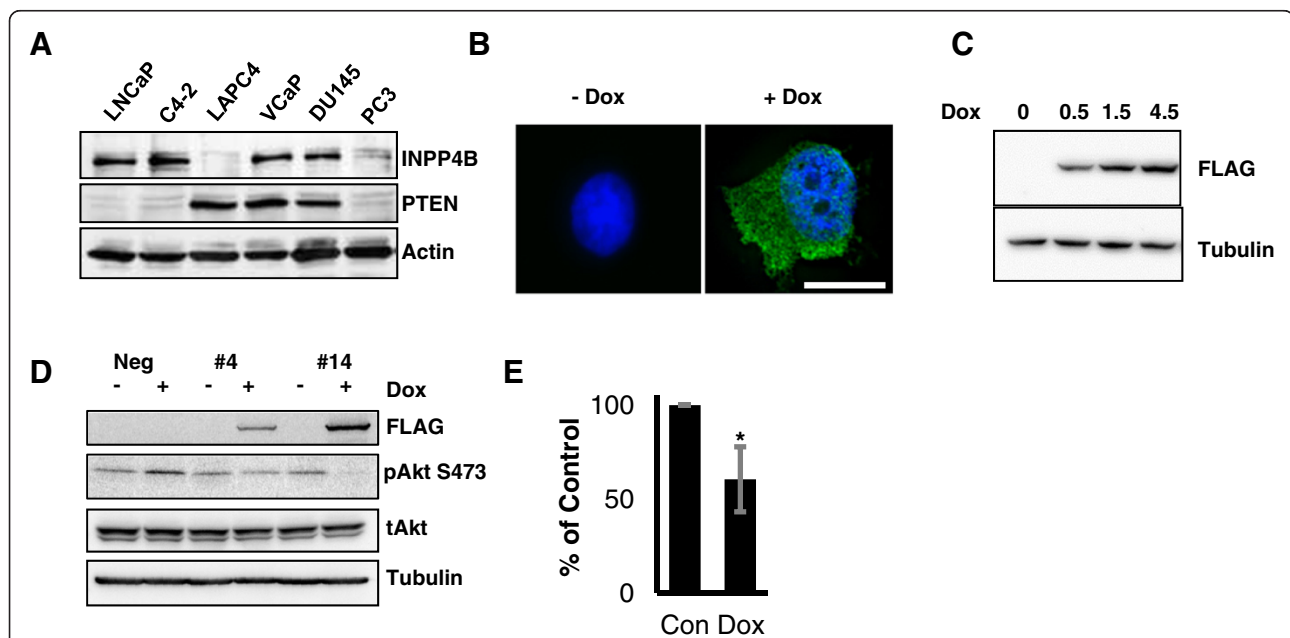 A
LNCaP C4-2 LAPC4 VCaP DU145 PC3
INPP4B
PTEN
Actin
B
- Dox + Dox
C
Dox 0 0.5 1.5 4.5
FLAG
Tubulin
D
Neg #4 #14
- + - + - + Dox
FLAG
pAkt S473
tAkt
Tubulin
E
% of Control
100
50
0
*
Con Dox